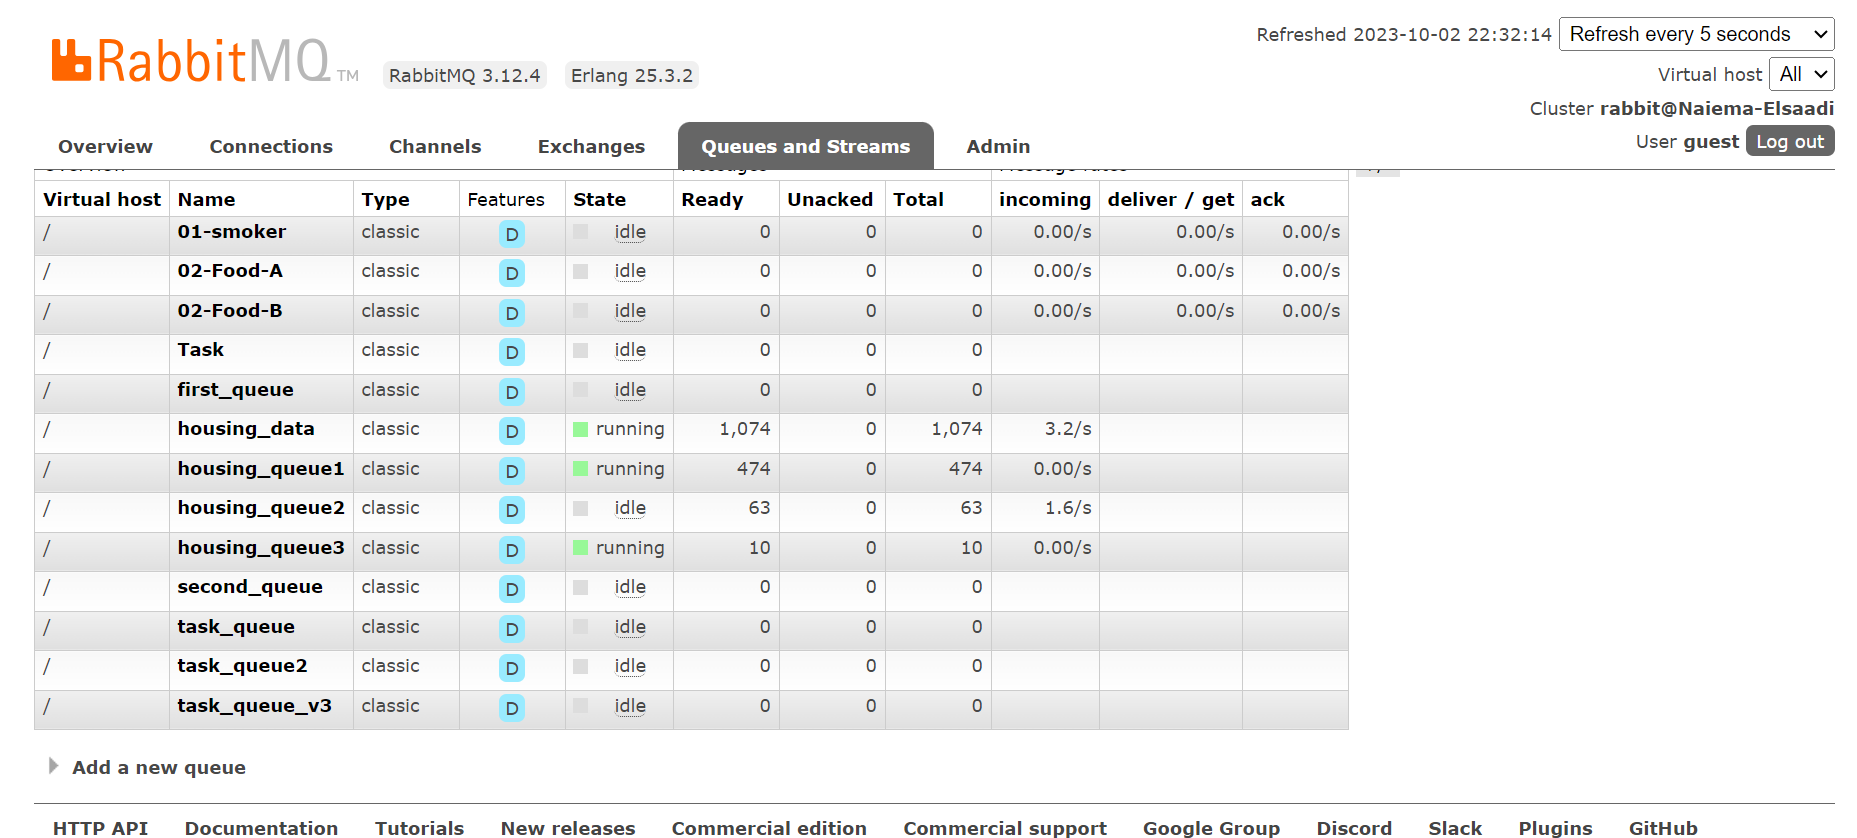 Refreshed 2023-10-02 22:32:14 Refresh every 5 seconds
RabbitMQ TM RabbitMQ 3.12.4 Erlang 25.3.2
Virtual host All
Cluster rabbit@Naiema-Elsaadi
User guest Log out
Overview Connections Channels Exchanges Queues and Streams Admin
Overview Messages Message rates +/-
Virtual host Name Type Features State Ready Unacked Total incoming deliver / get ack
/ 01-smoker classic D idle 0 0 0 0.00/s 0.00/s 0.00/s
/ 02-Food-A classic D idle 0 0 0 0.00/s 0.00/s 0.00/s
/ 02-Food-B classic D idle 0 0 0 0.00/s 0.00/s 0.00/s
/ Task classic D idle 0 0 0
/ first_queue classic D idle 0 0 0
/ housing_data classic D running 1,074 0 1,074 3.2/s
/ housing_queue1 classic D running 474 0 474 0.00/s
/ housing_queue2 classic D idle 63 0 63 1.6/s
/ housing_queue3 classic D running 10 0 10 0.00/s
/ second_queue classic D idle 0 0 0
/ task_queue classic D idle 0 0 0
/ task_queue2 classic D idle 0 0 0
/ task_queue_v3 classic D idle 0 0 0
Add a new queue
HTTP API Documentation Tutorials New releases Commercial edition Commercial support Google Group Discord Slack Plugins GitHub